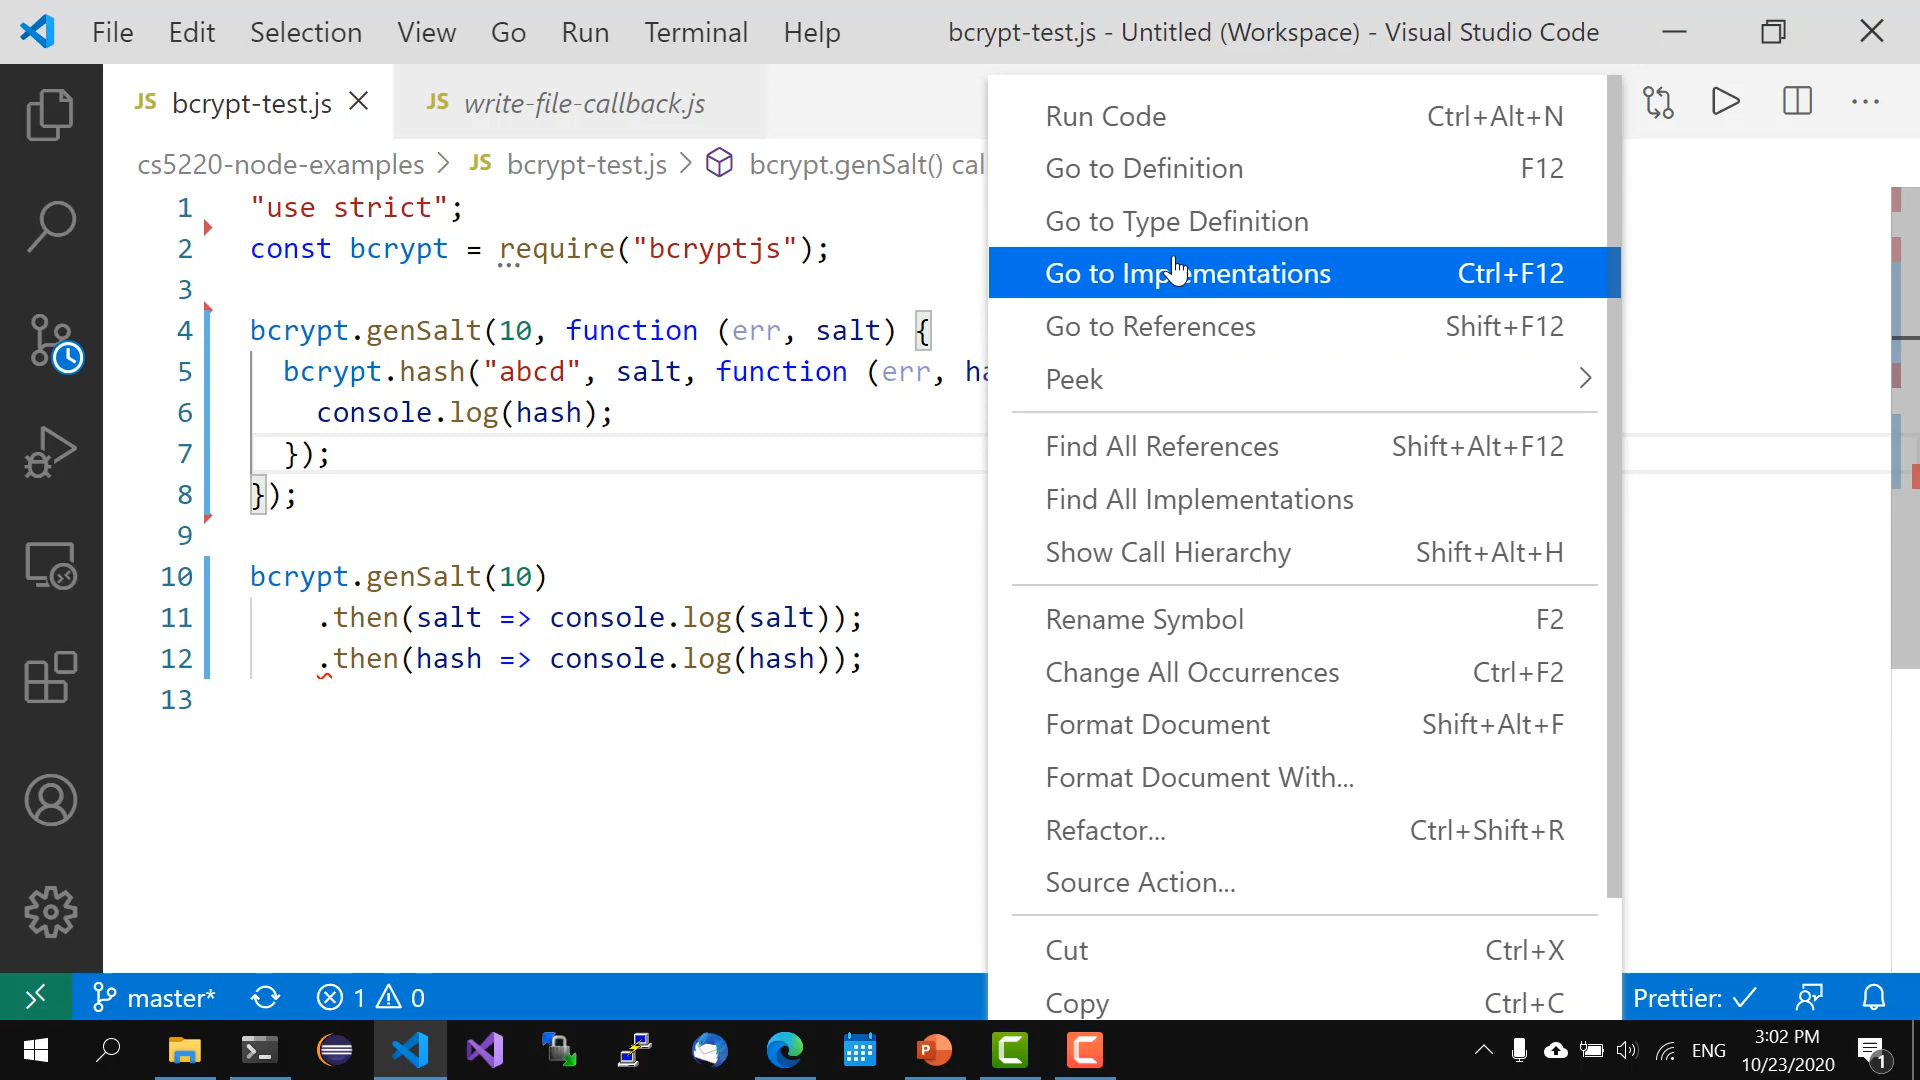 File Edit Selection View Go Run Terminal Help bcrypt-test.js - Untitled (Workspace) - Visual Studio Code
JS bcrypt-test.js JS write-file-callback.js
cs5220-node-examples > JS bcrypt-test.js > bcrypt.genSalt() cal
1 "use strict";
2 const bcrypt = require("bcryptjs");
3
4 bcrypt.genSalt(10, function (err, salt) {
5 bcrypt.hash("abcd", salt, function (err, ha
6 console.log(hash);
7 });
8 });
9
10 bcrypt.genSalt(10)
11 .then(salt => console.log(salt));
12 .then(hash => console.log(hash));
13
Run Code Ctrl+Alt+N
Go to Definition F12
Go to Type Definition
Go to Implementations Ctrl+F12
Go to References Shift+F12
Peek
Find All References Shift+Alt+F12
Find All Implementations
Show Call Hierarchy Shift+Alt+H
Rename Symbol F2
Change All Occurrences Ctrl+F2
Format Document Shift+Alt+F
Format Document With...
Refactor... Ctrl+Shift+R
Source Action...
Cut Ctrl+X
Copy Ctrl+C
master* 1 0 Prettier: ✓
ENG 3:02 PM
10/23/2020 1